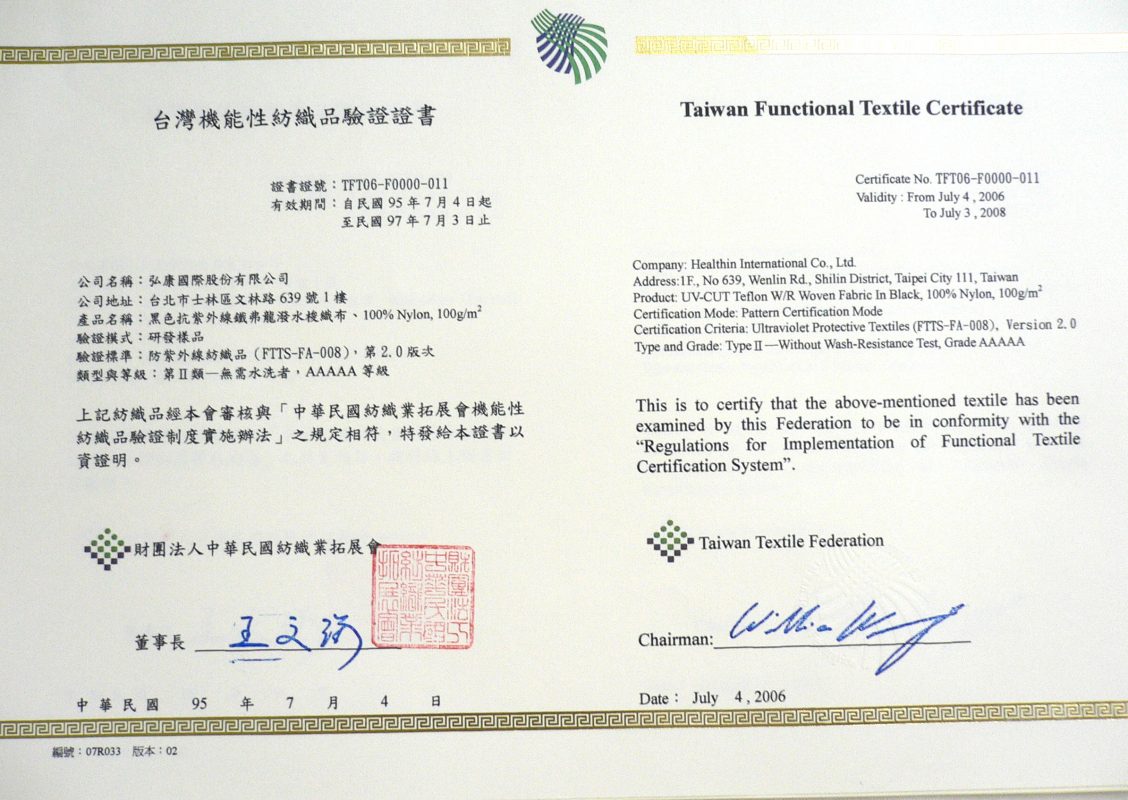 台灣機能性紡織品驗證證書
證書證號：TFT06-F0000-011
有效期間：自民國 95 年 7 月 4 日起
至民國 97 年 7 月 3 日止
公司名稱：弘康國際股份有限公司
公司地址：台北市士林區文林路 639 號 1 樓
產品名稱：黑色抗紫外線鐵弗龍潑水梭織布、100% Nylon, 100g/m²
驗證模式：研發樣品
驗證標準：防紫外線紡織品 (FTTS-FA-008)，第 2.0 版次
類型與等級：第Ⅱ類—無需水洗者，AAAAA 等級
上記紡織品經本會審核與「中華民國紡織業拓展會機能性
紡織品驗證制度實施辦法」之規定相符，特發給本證書以
資證明。
財團法人中華民國紡織業拓展會
財團法人
中華民國
紡織業
拓展會
董事長
中華民國 95 年 7 月 4 日
編號：07R033 版本：02
Taiwan Functional Textile Certificate
Certificate No. TFT06-F0000-011
Validity : From July 4 , 2006
To July 3 , 2008
Company: Healthin International Co., Ltd.
Address:1F., No 639, Wenlin Rd., Shilin District, Taipei City 111, Taiwan
Product: UV-CUT Teflon W/R Woven Fabric In Black, 100% Nylon, 100g/m²
Certification Mode: Pattern Certification Mode
Certification Criteria: Ultraviolet Protective Textiles (FTTS-FA-008), Version 2.0
Type and Grade: TypeⅡ—Without Wash-Resistance Test, Grade AAAAA
This is to certify that the above-mentioned textile has been
examined by this Federation to be in conformity with the
“Regulations for Implementation of Functional Textile
Certification System”.
Taiwan Textile Federation
Chairman:
Date： July 4 , 2006